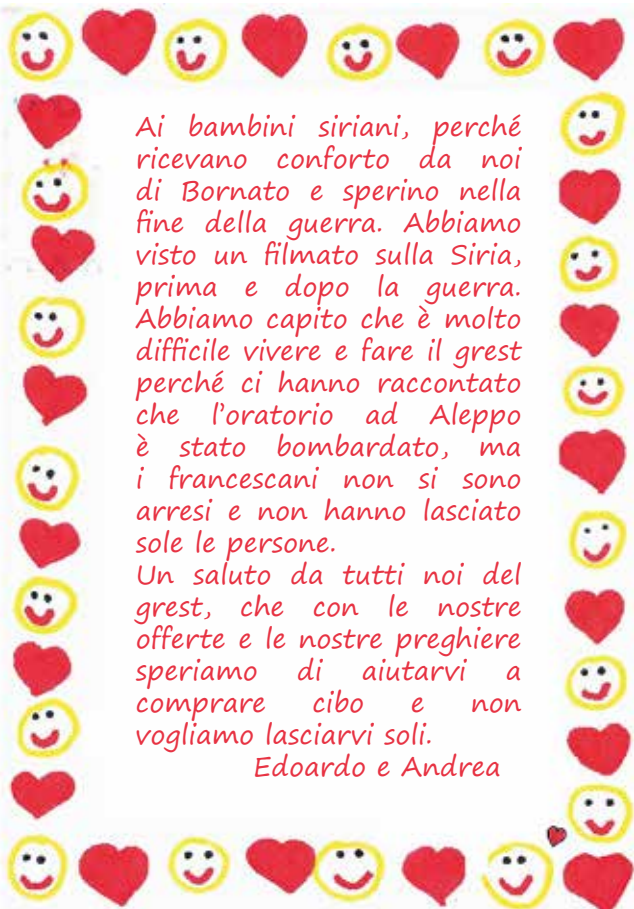 Ai bambini siriani, perché
ricevano conforto da noi
di Bornato e sperino nella
fine della guerra. Abbiamo
visto un filmato sulla Siria,
prima e dopo la guerra.
Abbiamo capito che è molto
difficile vivere e fare il grest
perché ci hanno raccontato
che l'oratorio ad Aleppo
è stato bombardato, ma
i francescani non si sono
arresi e non hanno lasciato
sole le persone.
Un saluto da tutti noi del
grest, che con le nostre
offerte e le nostre preghiere
speriamo di aiutarvi a
comprare cibo e non
vogliamo lasciarvi soli.
Edoardo e Andrea